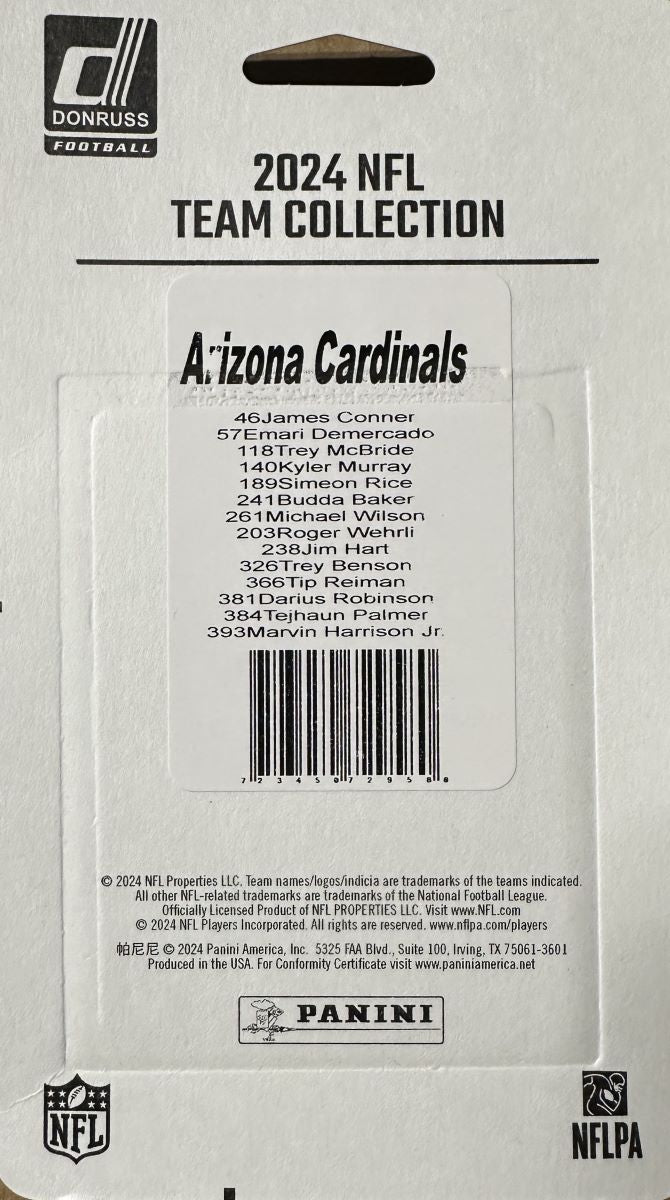 DONRUSS
FOOTBALL
2024 NFL
TEAM COLLECTION
Arizona Cardinals
46James Conner
57Emari Demercado
118Trey McBride
140Kyler Murray
189Simeon Rice
241Budda Baker
261Michael Wilson
203Roger Wehrli
238Jim Hart
326Trey Benson
366Tip Reiman
381Darius Robinson
384Tejhaun Palmer
393Marvin Harrison Jr.
© 2024 NFL Properties LLC. Team names/logos/indicia are trademarks of the teams indicated.
All other NFL-related trademarks are trademarks of the National Football League.
Officially Licensed Product of NFL PROPERTIES LLC. Visit www.NFL.com
© 2024 NFL Players Incorporated. All rights are reserved. www.nflpa.com/players
帕尼尼 © 2024 Panini America, Inc. 5325 FAA Blvd., Suite 100, Irving, TX 75061-3601
Produced in the USA. For Conformity Certificate visit www.paniniamerica.net
PANINI
NFL
NFLPA